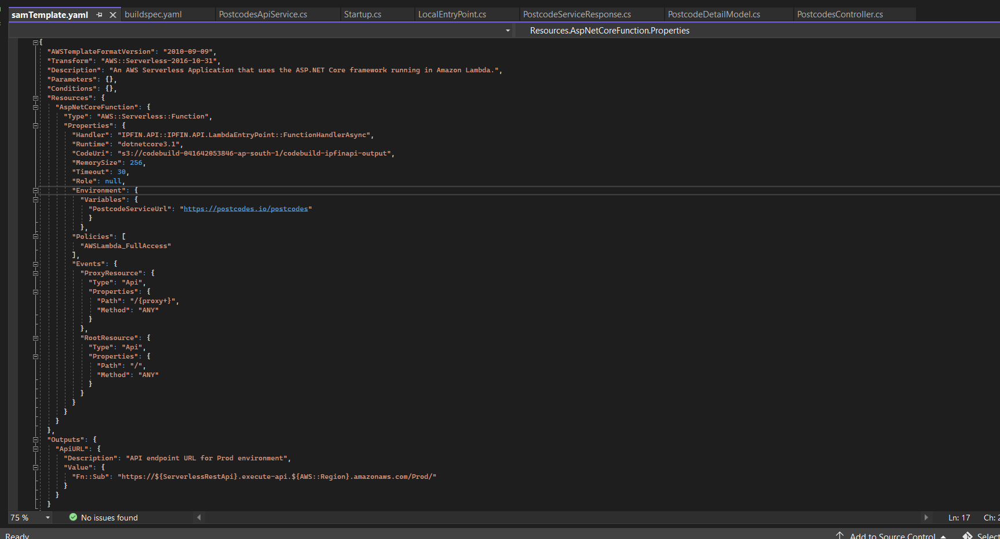 samTemplate.yaml
buildspec.yaml
PostcodesApiService.cs
Startup.cs
LocalEntryPoint.cs
PostcodeServiceResponse.cs
PostcodeDetailModel.cs
PostcodesController.cs
Resources.AspNetCoreFunction.Properties
{
"AWSTemplateFormatVersion": "2010-09-09",
"Transform": "AWS::Serverless-2016-10-31",
"Description": "An AWS Serverless Application that uses the ASP.NET Core framework running in Amazon Lambda.",
"Parameters": {},
"Conditions": {},
"Resources": {
"AspNetCoreFunction": {
"Type": "AWS::Serverless::Function",
"Properties": {
"Handler": "IPFIN.API::IPFIN.API.LambdaEntryPoint::FunctionHandlerAsync",
"Runtime": "dotnetcore3.1",
"CodeUri": "s3://codebuild-041642053846-ap-south-1/codebuild-ipfinapi-output",
"MemorySize": 256,
"Timeout": 30,
"Role": null,
"Environment": {
"Variables": {
"PostcodeServiceUrl": "https://postcodes.io/postcodes"
}
},
"Policies": [
"AWSLambda_FullAccess"
],
"Events": {
"ProxyResource": {
"Type": "Api",
"Properties": {
"Path": "/{proxy+}",
"Method": "ANY"
}
},
"RootResource": {
"Type": "Api",
"Properties": {
"Path": "/",
"Method": "ANY"
}
}
}
}
}
},
"Outputs": {
"ApiURL": {
"Description": "API endpoint URL for Prod environment",
"Value": {
"Fn::Sub": "https://${ServerlessRestApi}.execute-api.${AWS::Region}.amazonaws.com/Prod/"
}
}
}
75 %
No issues found
Ln: 17
Ch: 2
Ready
Add to Source Control
Select